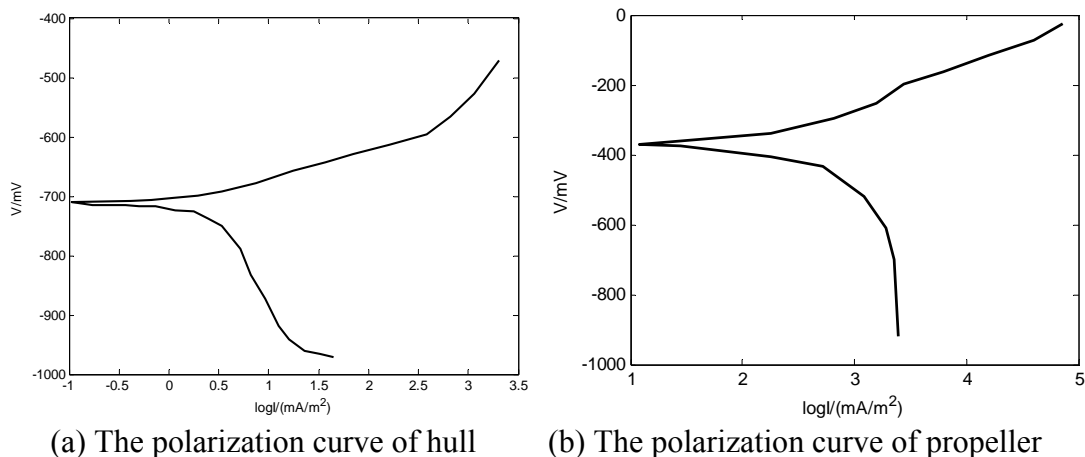 -400
-500
-600
-700
-800
-900
-1000
V/mV
-1 -0.5 0 0.5 1 1.5 2 2.5 3 3.5
logI/(mA/m²)
(a) The polarization curve of hull
0
-200
-400
-600
-800
-1000
V/mV
1 2 3 4 5
logI/(mA/m²)
(b) The polarization curve of propeller